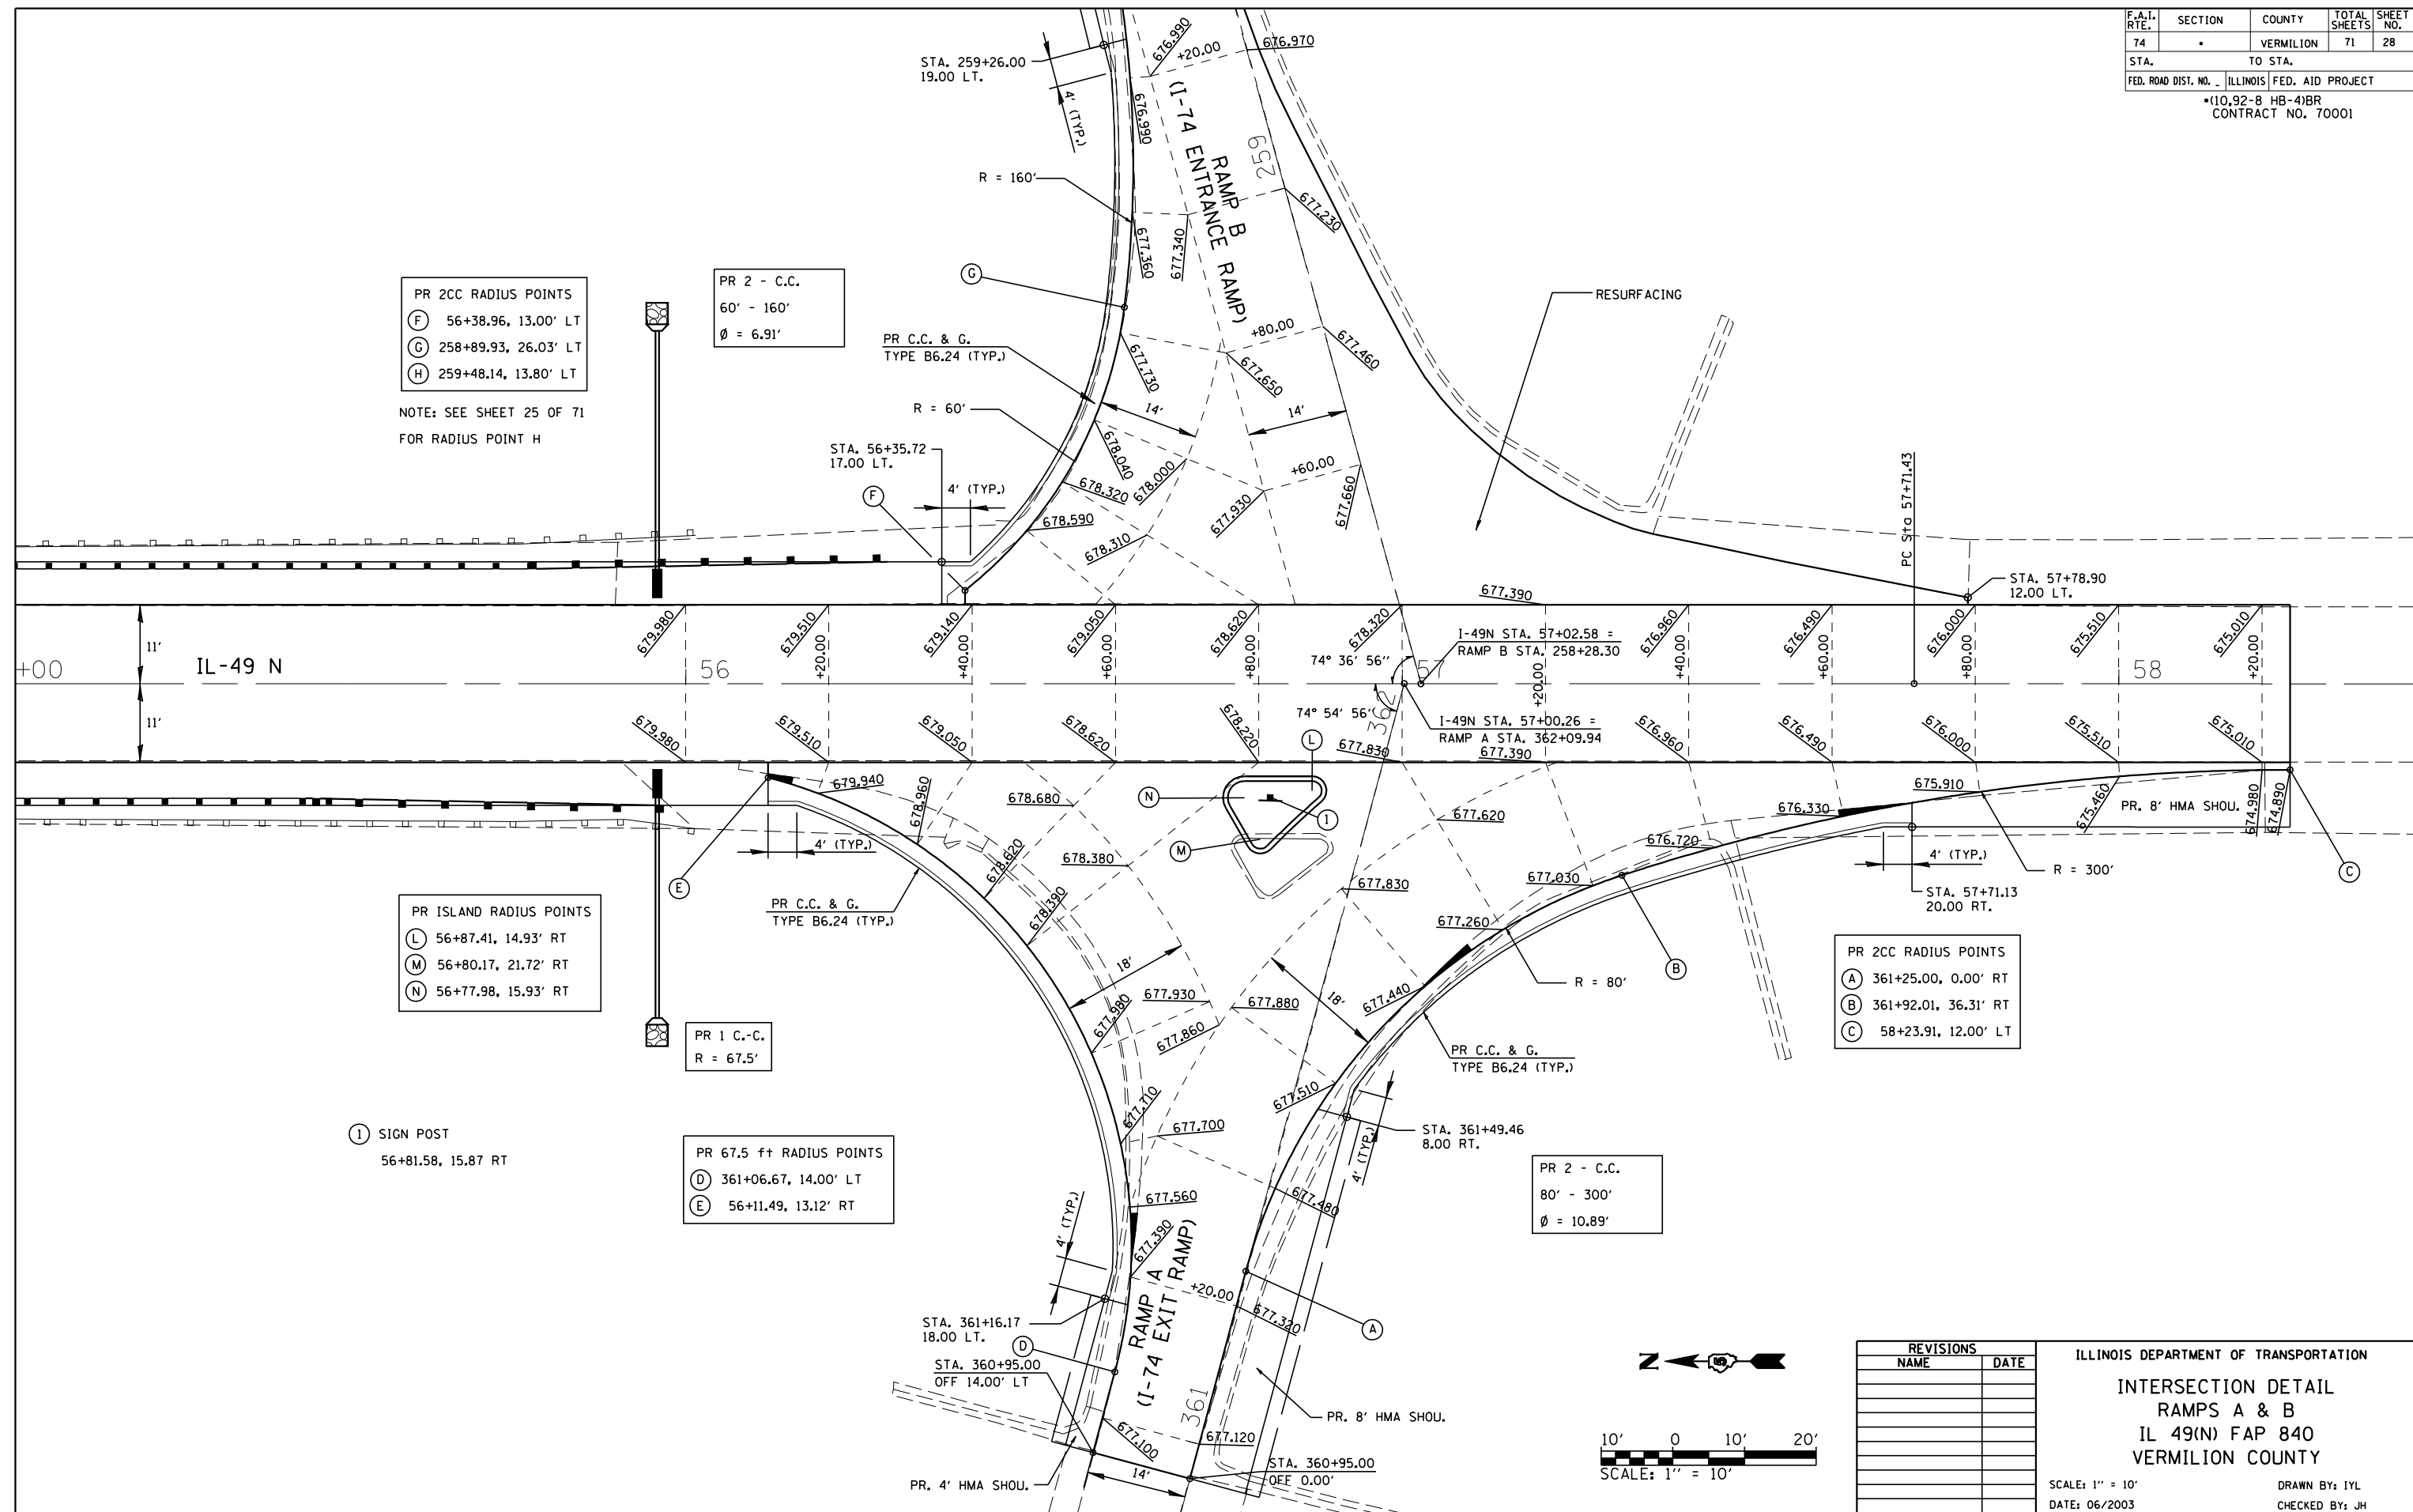 F.A.I. RTE. SECTION COUNTY TOTAL SHEETS SHEET NO.
74 • VERMILION 71 28
STA. TO STA.
FED. ROAD DIST. NO. _ ILLINOIS FED. AID PROJECT
•(10,92-8 HB-4)BR
CONTRACT NO. 70001
STA. 259+26.00
19.00 LT.
4' (TYP.)
676.990
+20.00
676.970
676.990
(I-74 ENTRANCE RAMP)
RAMP B
259
R = 160'
677.230
677.360
677.340
G
PR 2CC RADIUS POINTS
F 56+38.96, 13.00' LT
G 258+89.93, 26.03' LT
H 259+48.14, 13.80' LT
NOTE: SEE SHEET 25 OF 71
FOR RADIUS POINT H
PR 2 - C.C.
60' - 160'
Ø = 6.91'
RESURFACING
PR C.C. & G.
TYPE B6.24 (TYP.)
+80.00
677.460
677.730
677.650
R = 60'
14'
14'
STA. 56+35.72
17.00 LT.
678.040
678.000
+60.00
F
4' (TYP.)
678.320
677.930
677.660
678.590
678.310
PC Sta 57+71.43
STA. 57+78.90
12.00 LT.
677.390
679.980
679.510
679.140
679.050
678.620
678.320
676.960
676.490
676.000
675.510
675.010
11'
11'
+00
IL-49 N
56
+20.00
+40.00
+60.00
+80.00
57
+20.00
+40.00
+60.00
+80.00
58
+20.00
I-49N STA. 57+02.58 =
RAMP B STA. 258+28.30
74° 36' 56''
74° 54' 56''
362
I-49N STA. 57+00.26 =
RAMP A STA. 362+09.94
679.980
679.510
679.050
678.620
678.220
677.830
677.390
676.960
676.490
676.000
675.510
675.010
L
N
1
M
679.940
678.960
678.680
677.620
676.330
675.910
675.460
PR. 8' HMA SHOU.
674.980
674.890
4' (TYP.)
678.620
678.380
676.720
4' (TYP.)
R = 300'
C
E
678.390
677.830
677.030
STA. 57+71.13
20.00 RT.
PR C.C. & G.
TYPE B6.24 (TYP.)
677.260
PR ISLAND RADIUS POINTS
L 56+87.41, 14.93' RT
M 56+80.17, 21.72' RT
N 56+77.98, 15.93' RT
PR 2CC RADIUS POINTS
A 361+25.00, 0.00' RT
B 361+92.01, 36.31' RT
C 58+23.91, 12.00' LT
B
R = 80'
18'
18'
677.440
677.930
677.880
677.980
677.860
PR 1 C.-C.
R = 67.5'
PR C.C. & G.
TYPE B6.24 (TYP.)
677.510
677.710
677.700
1 SIGN POST
56+81.58, 15.87 RT
STA. 361+49.46
8.00 RT.
4' (TYP.)
PR 67.5 ft RADIUS POINTS
D 361+06.67, 14.00' LT
E 56+11.49, 13.12' RT
PR 2 - C.C.
80' - 300'
Ø = 10.89'
677.560
677.480
4' (TYP.)
677.390
RAMP A
(I-74 EXIT RAMP)
+20.00
677.320
STA. 361+16.17
18.00 LT.
D
A
STA. 360+95.00
OFF 14.00' LT
361
677.100
677.120
PR. 8' HMA SHOU.
PR. 4' HMA SHOU.
14'
STA. 360+95.00
OFF 0.00'
N
10' 0 10' 20'
SCALE: 1'' = 10'
REVISIONS
NAME DATE
ILLINOIS DEPARTMENT OF TRANSPORTATION
INTERSECTION DETAIL
RAMPS A & B
IL 49(N) FAP 840
VERMILION COUNTY
SCALE: 1'' = 10' DRAWN BY: IYL
DATE: 06/2003 CHECKED BY: JH